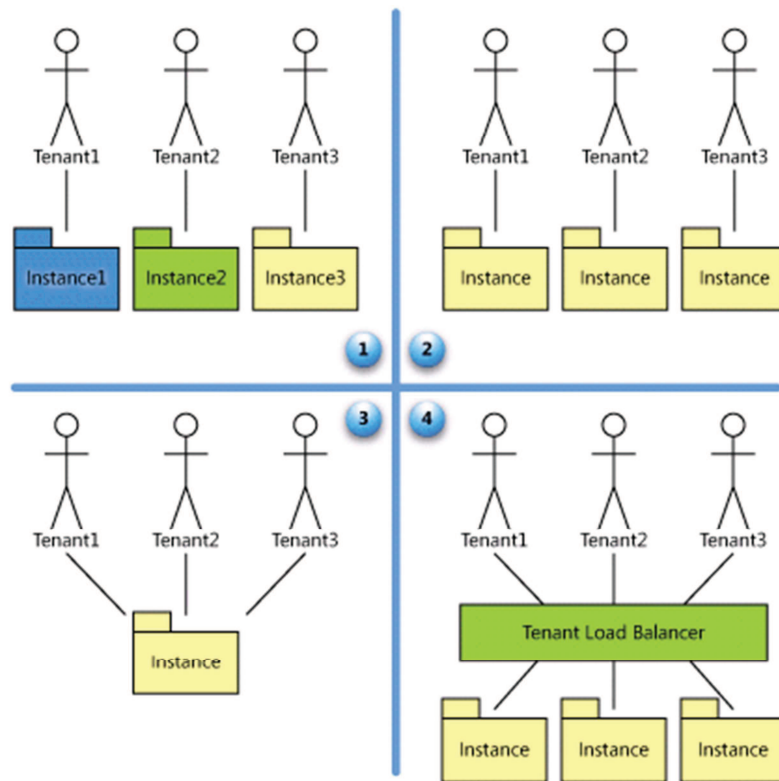 Tenant1 Tenant2 Tenant3
Instance1 Instance2 Instance3
1
Tenant1 Tenant2 Tenant3
Instance Instance Instance
2
3
Tenant1 Tenant2 Tenant3
Instance
4
Tenant1 Tenant2 Tenant3
Tenant Load Balancer
Instance Instance Instance